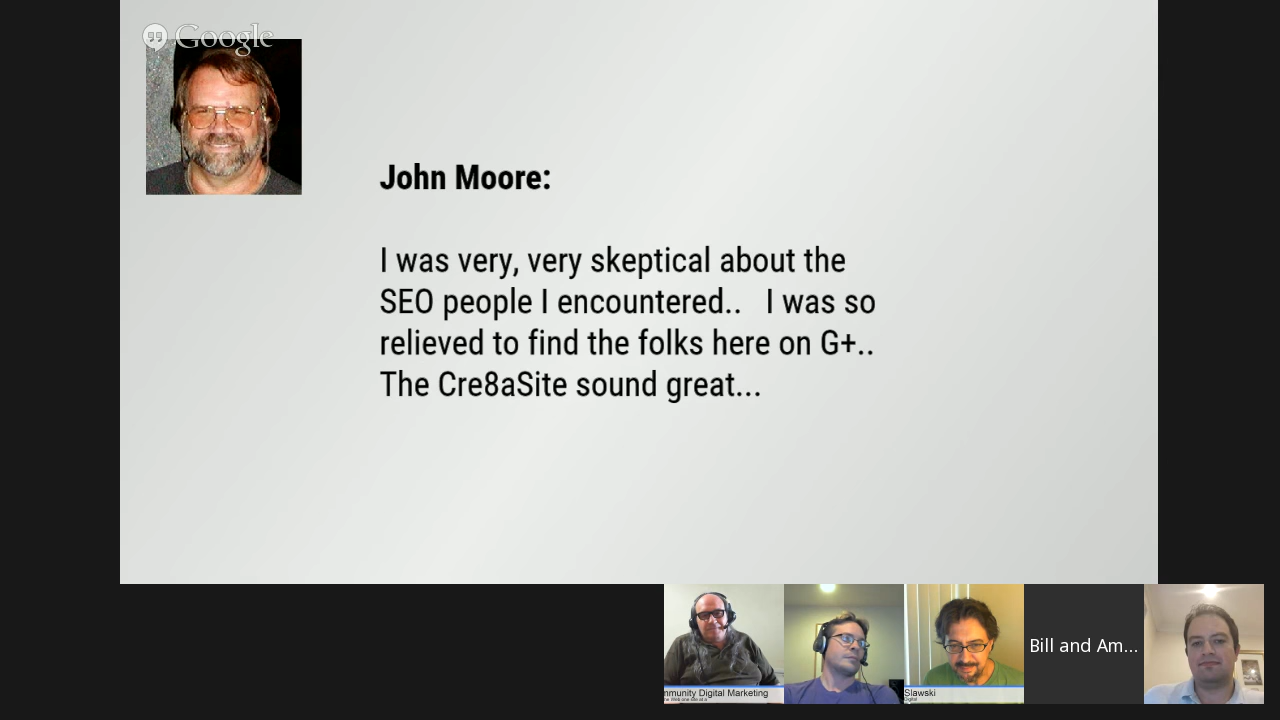 Google
John Moore:
I was very, very skeptical about the
SEO people I encountered.. I was so
relieved to find the folks here on G+..
The Cre8aSite sound great...
Bill and Am...
mmunity Digital Marketing
Slawski
Digital